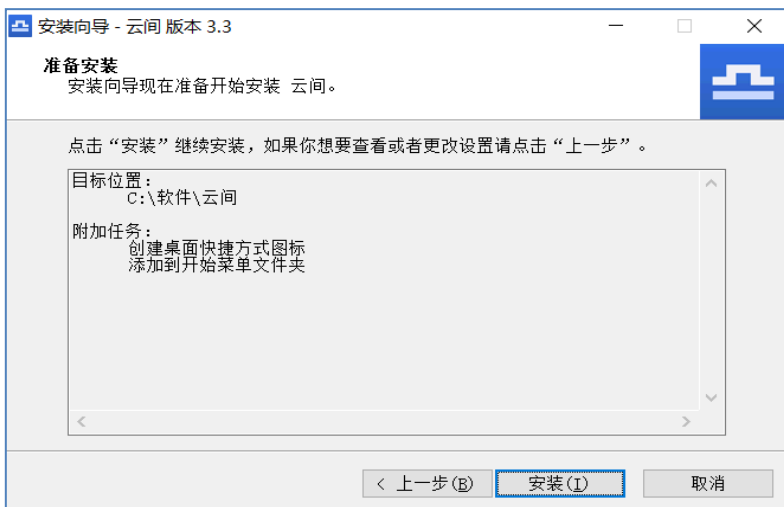 安装向导 - 云间 版本 3.3
准备安装
安装向导现在准备开始安装 云间。
点击“安装”继续安装,如果你想要查看或者更改设置请点击“上一步”。
目标位置:
C:\软件\云间
附加任务:
创建桌面快捷方式图标
添加到开始菜单文件夹
< 上一步(B) 安装(I) 取消